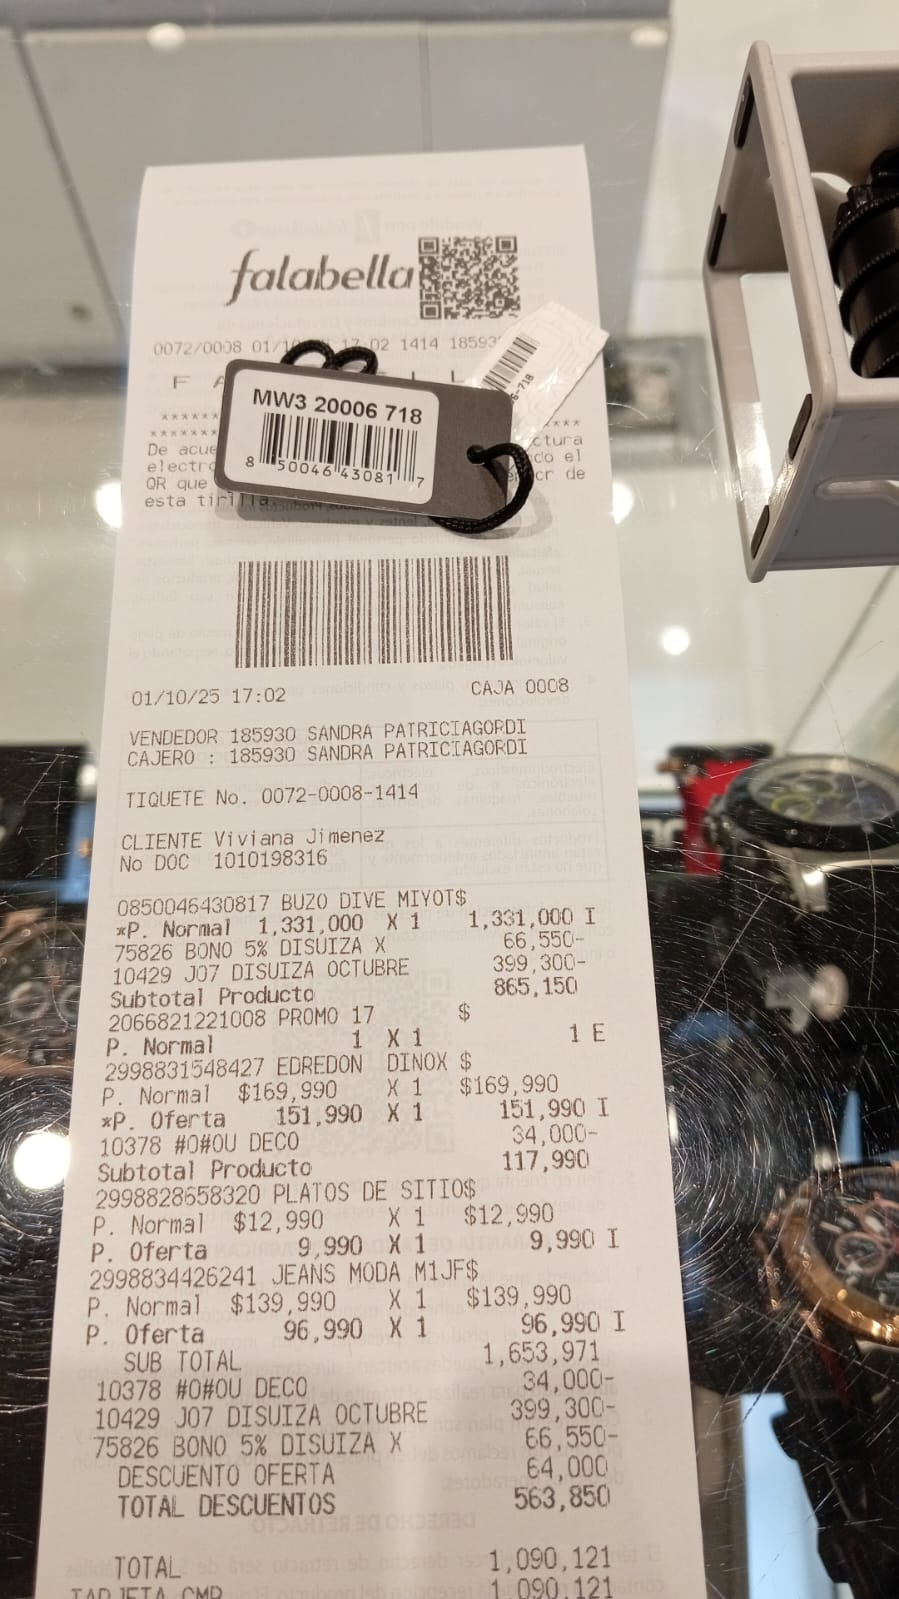 falabella
0072/0008 01/10 17:02 1414 18593
F A L L
MW3 20006 718
8 50046 43081 7
6-718
******
****
******
De acue ctura
electro ndo el
QR que de
esta tirilla.
01/10/25 17:02 CAJA 0008
VENDEDOR 185930 SANDRA PATRICIAGORDI
CAJERO : 185930 SANDRA PATRICIAGORDI
TIQUETE No. 0072-0008-1414
CLIENTE Viviana Jimenez
No DOC 1010198316
0850046430817 BUZO DIVE MIYOT$
*P. Normal 1,331,000 X 1 1,331,000 I
75826 BONO 5% DISUIZA X 66,550-
10429 J07 DISUIZA OCTUBRE 399,300-
Subtotal Producto 865,150
2066821221008 PROMO 17 $
P. Normal 1 X 1 1 E
2998831548427 EDREDON DINOX $
P. Normal $169,990 X 1 $169,990
*P. Oferta 151,990 X 1 151,990 I
10378 #O#OU DECO 34,000-
Subtotal Producto 117,990
2998828658320 PLATOS DE SITIO$
P. Normal $12,990 X 1 $12,990
P. Oferta 9,990 X 1 9,990 I
2998834426241 JEANS MODA M1JF$
P. Normal $139,990 X 1 $139,990
P. Oferta 96,990 X 1 96,990 I
SUB TOTAL 1,653,971
10378 #O#OU DECO 34,000-
10429 J07 DISUIZA OCTUBRE 399,300-
75826 BONO 5% DISUIZA X 66,550-
DESCUENTO OFERTA 64,000
TOTAL DESCUENTOS 563,850
TOTAL 1,090,121
TARJETA CMR 1,090,121